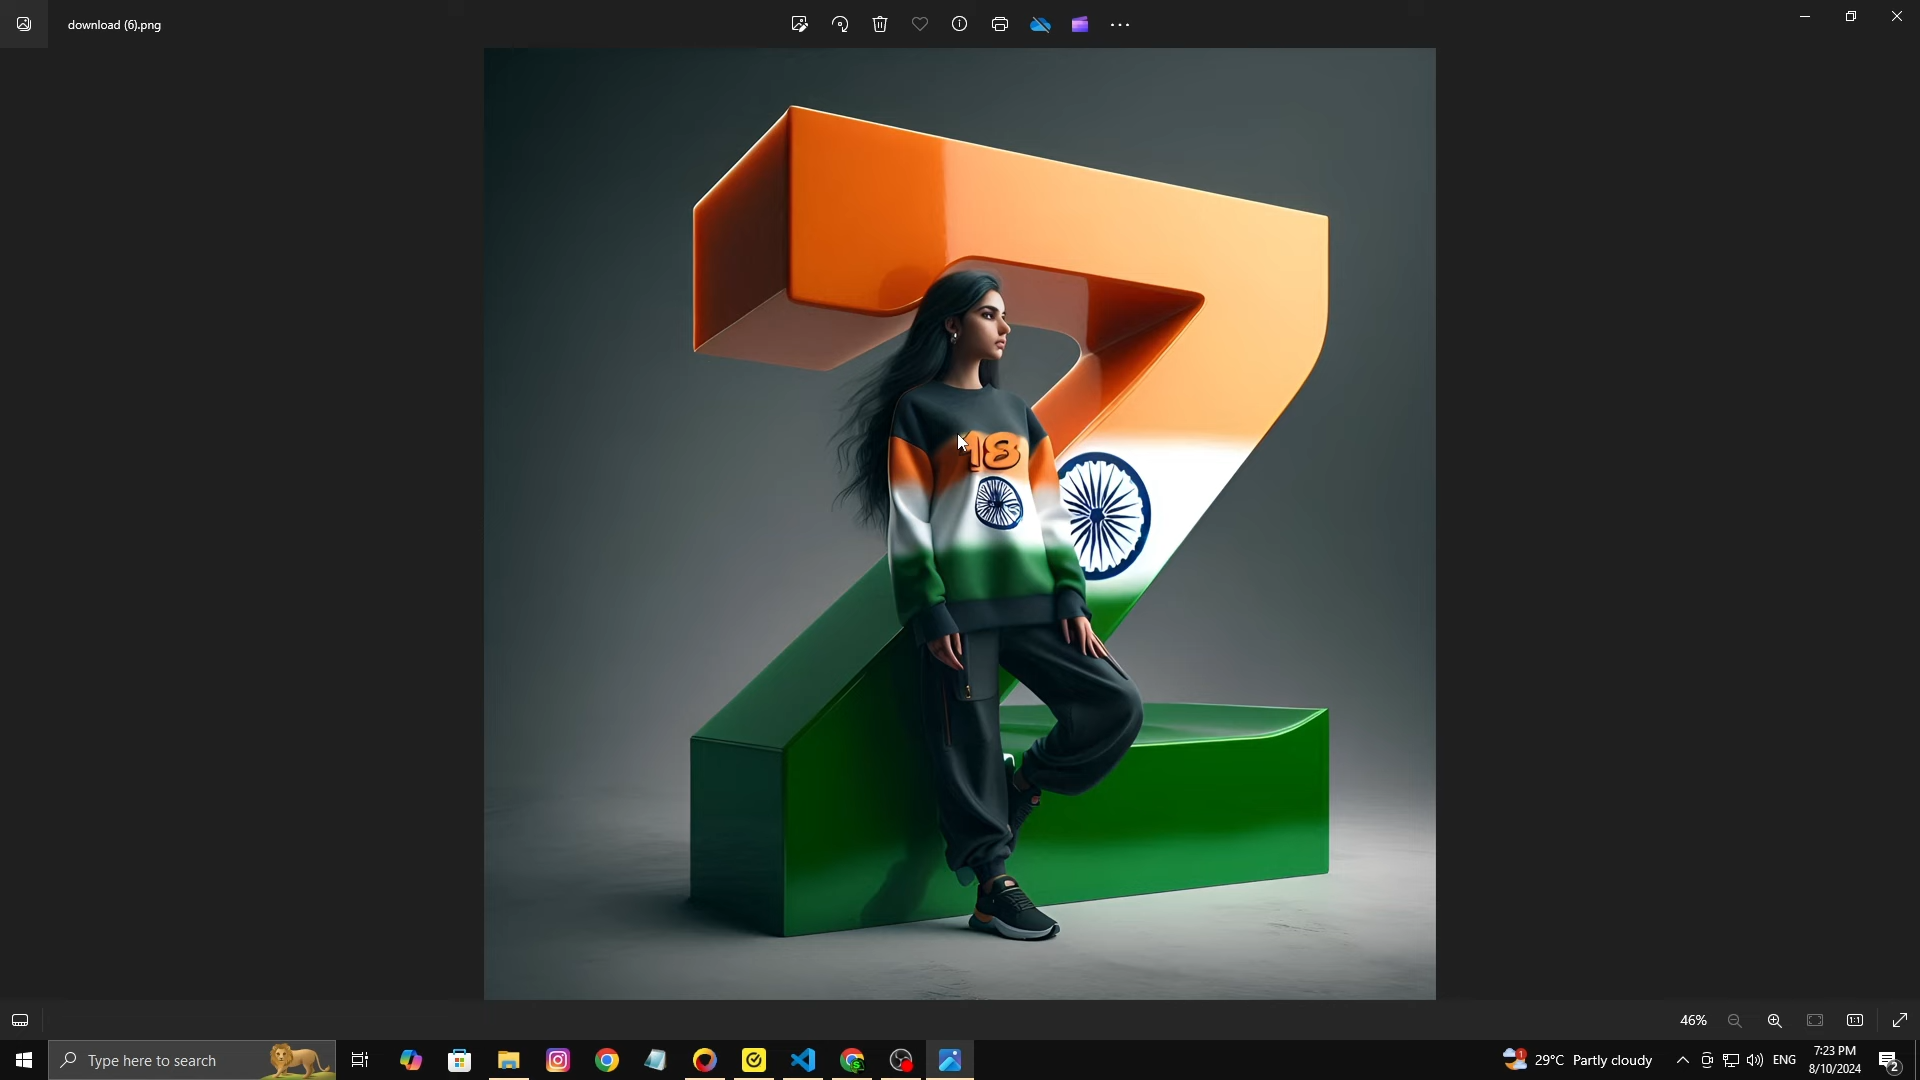 download (6).png
Z
18
46%
Type here to search
1
29°C Partly cloudy
ENG
7:23 PM
8/10/2024
2